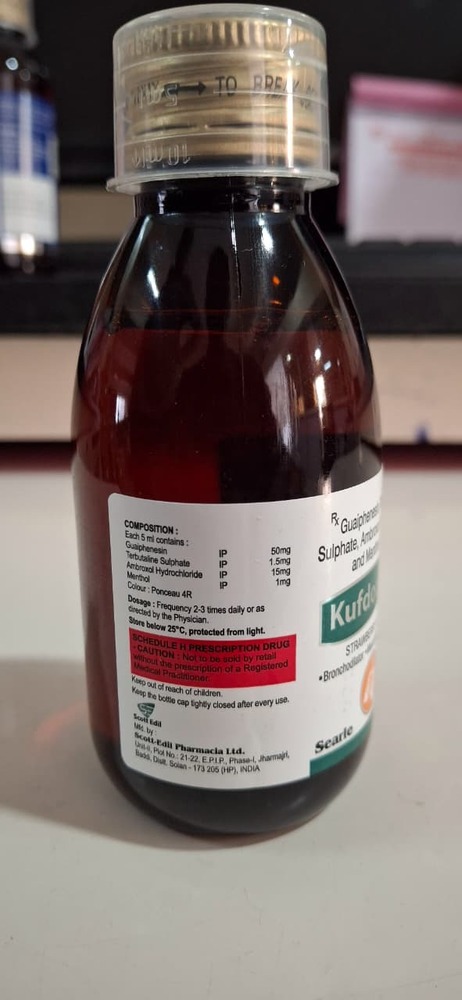 → TO BREAK
10 ml
COMPOSITION :
Each 5 ml contains :
Guaiphenesin IP 50mg
Terbutaline Sulphate IP 1.5mg
Ambroxol Hydrochloride IP 15mg
Menthol IP 1mg
Colour : Ponceau 4R
Dosage : Frequency 2-3 times daily or as
directed by the Physician.
Store below 25°C, protected from light.
SCHEDULE H PRESCRIPTION DRUG
- CAUTION : Not to be sold by retail
without the prescription of a Registered
Medical Practitioner.
Keep out of reach of children.
Keep the bottle cap tightly closed after every use.
Scott Edil
Mfd. by :
Scott-Edil Pharmacia Ltd.
Unit-II, Plot No.: 21-22, E.P.I.P., Phase-I, Jharmajri,
Baddi, Distt. Solan - 173 205 (HP), INDIA
Rx Guaiphenes
Sulphate, Ambro
and Men
Kufd
STRAWBE
•Bronchodilato
Searle